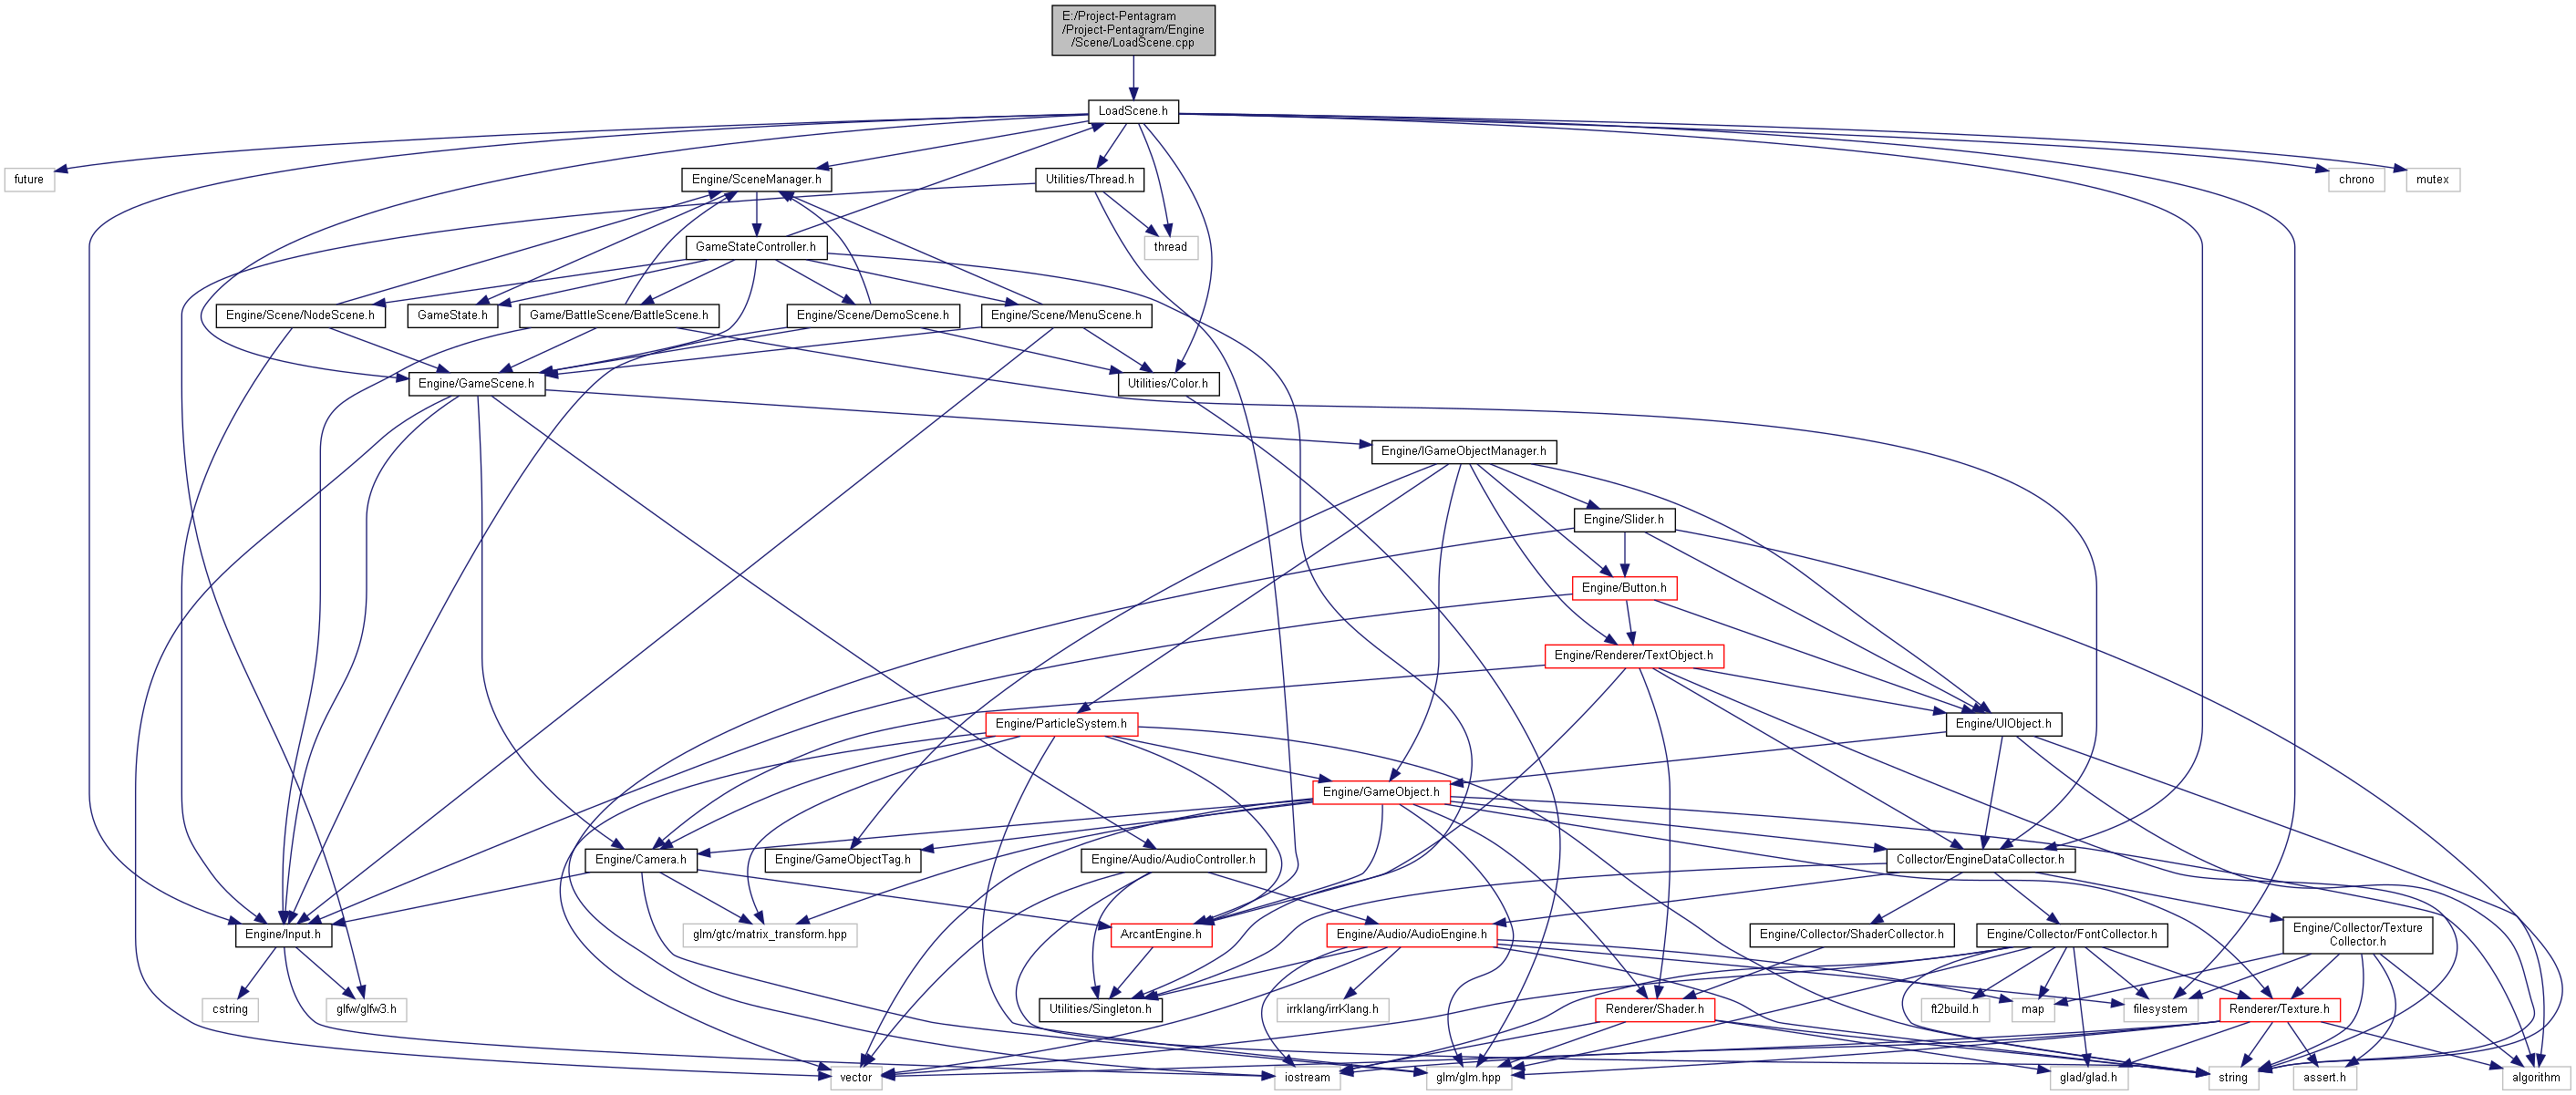 E:/Project-Pentagram
/Project-Pentagram/Engine
/Scene/LoadScene.cpp
LoadScene.h
future
Engine/SceneManager.h
Utilities/Thread.h
chrono
mutex
GameStateController.h
thread
Engine/Scene/NodeScene.h
GameState.h
Game/BattleScene/BattleScene.h
Engine/Scene/DemoScene.h
Engine/Scene/MenuScene.h
Engine/GameScene.h
Utilities/Color.h
Engine/IGameObjectManager.h
Engine/Slider.h
Engine/Button.h
Engine/Renderer/TextObject.h
Engine/ParticleSystem.h
Engine/UIObject.h
Engine/GameObject.h
Engine/Camera.h
Engine/GameObjectTag.h
Engine/Audio/AudioController.h
Collector/EngineDataCollector.h
Engine/Input.h
glm/gtc/matrix_transform.hpp
ArcantEngine.h
Engine/Audio/AudioEngine.h
Engine/Collector/ShaderCollector.h
Engine/Collector/FontCollector.h
Engine/Collector/Texture
Collector.h
cstring
glfw/glfw3.h
Utilities/Singleton.h
irrklang/irrKlang.h
Renderer/Shader.h
ft2build.h
map
filesystem
Renderer/Texture.h
vector
iostream
glm/glm.hpp
glad/glad.h
string
assert.h
algorithm